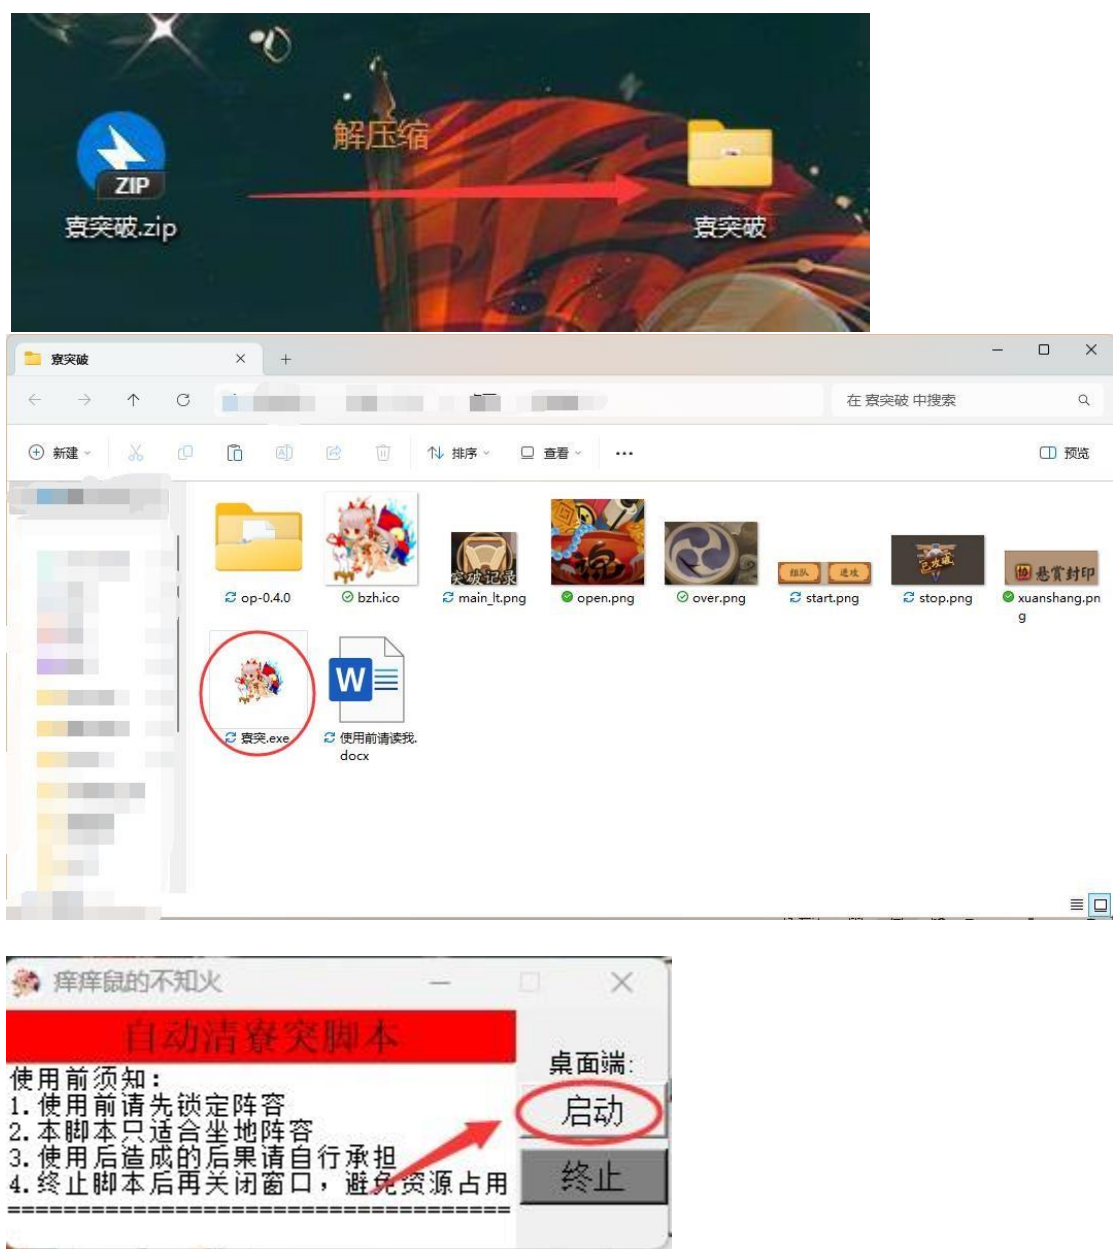 解压缩
ZIP
寮突破.zip
寮突破
寮突破
在 寮突破 中搜索
新建
排序
查看
预览
突破记录
组队
进攻
已攻破
悬赏封印
op-0.4.0
bzh.ico
main_lt.png
open.png
over.png
start.png
stop.png
xuanshang.pn
g
W
寮突.exe
使用前请读我.
docx
痒痒鼠的不知火
自动清寮突脚本
桌面端:
使用前须知:
1.使用前请先锁定阵容
2.本脚本只适合坐地阵容
3.使用后造成的后果请自行承担
4.终止脚本后再关闭窗口，避免资源占用
====================================
启动
终止